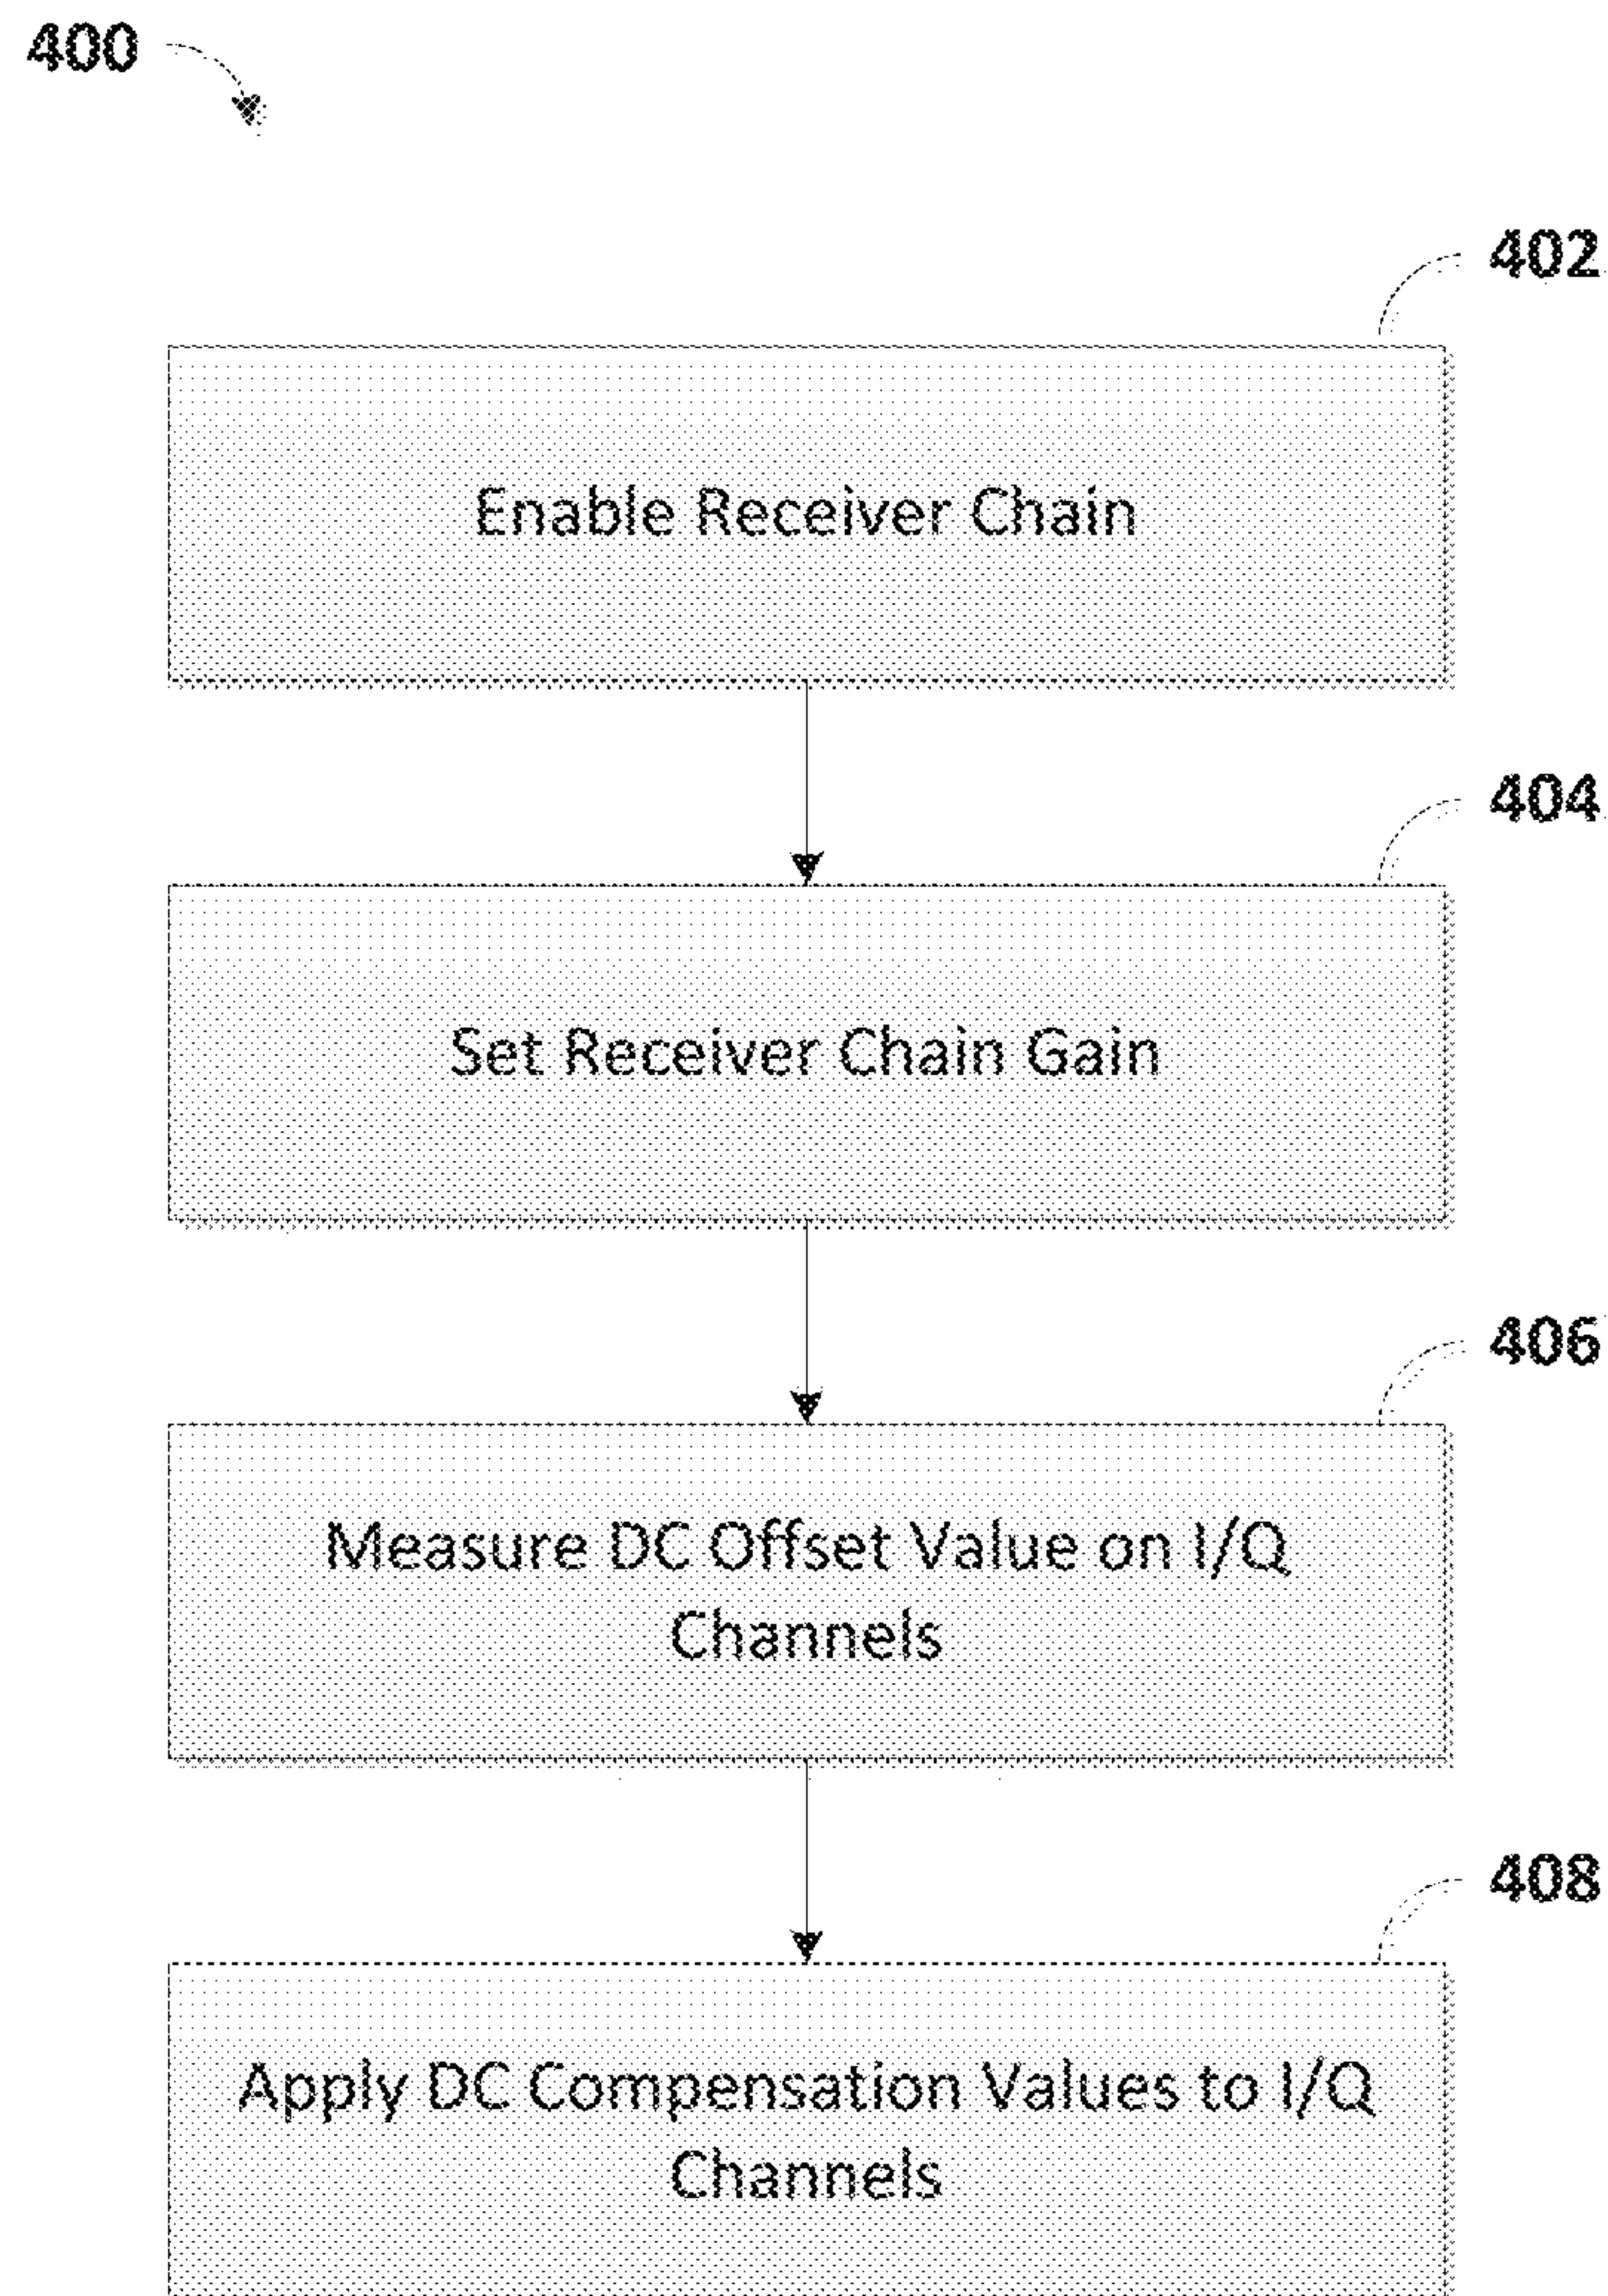 400
402
Enable Receiver Chain
404
Set Receiver Chain Gain
406
Measure DC Offset Value on I/Q
Channels
408
Apply DC Compensation Values to I/Q
Channels